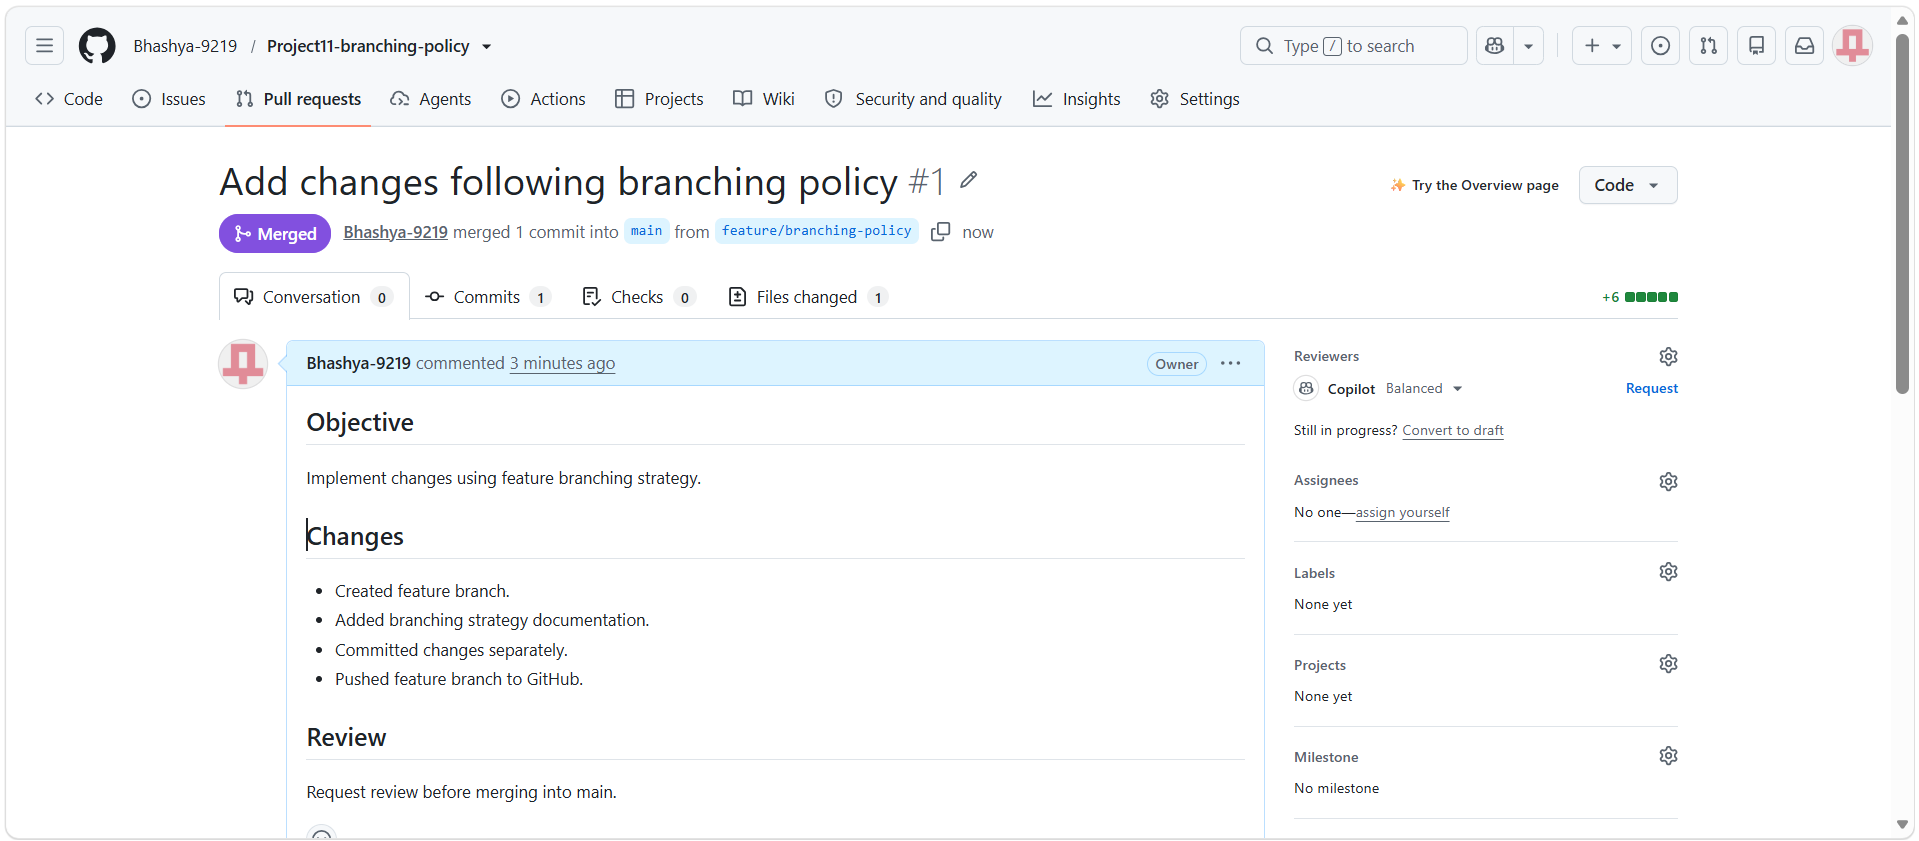 Bhashya-9219 / Project11-branching-policy
Type / to search
Code Issues Pull requests Agents Actions Projects Wiki Security and quality Insights Settings
Add changes following branching policy #1
Try the Overview page
Code
Merged Bhashya-9219 merged 1 commit into main from feature/branching-policy now
Conversation 0 Commits 1 Checks 0 Files changed 1
+6
Bhashya-9219 commented 3 minutes ago
Owner
Objective
Implement changes using feature branching strategy.
Changes
Created feature branch.
Added branching strategy documentation.
Committed changes separately.
Pushed feature branch to GitHub.
Review
Request review before merging into main.
Reviewers
Copilot Balanced Request
Still in progress? Convert to draft
Assignees
No one—assign yourself
Labels
None yet
Projects
None yet
Milestone
No milestone